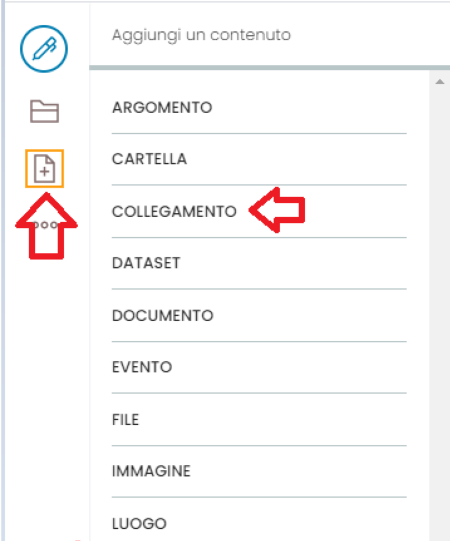 Aggiungi un contenuto
ARGOMENTO
CARTELLA
COLLEGAMENTO
DATASET
DOCUMENTO
EVENTO
FILE
IMMAGINE
LUOGO